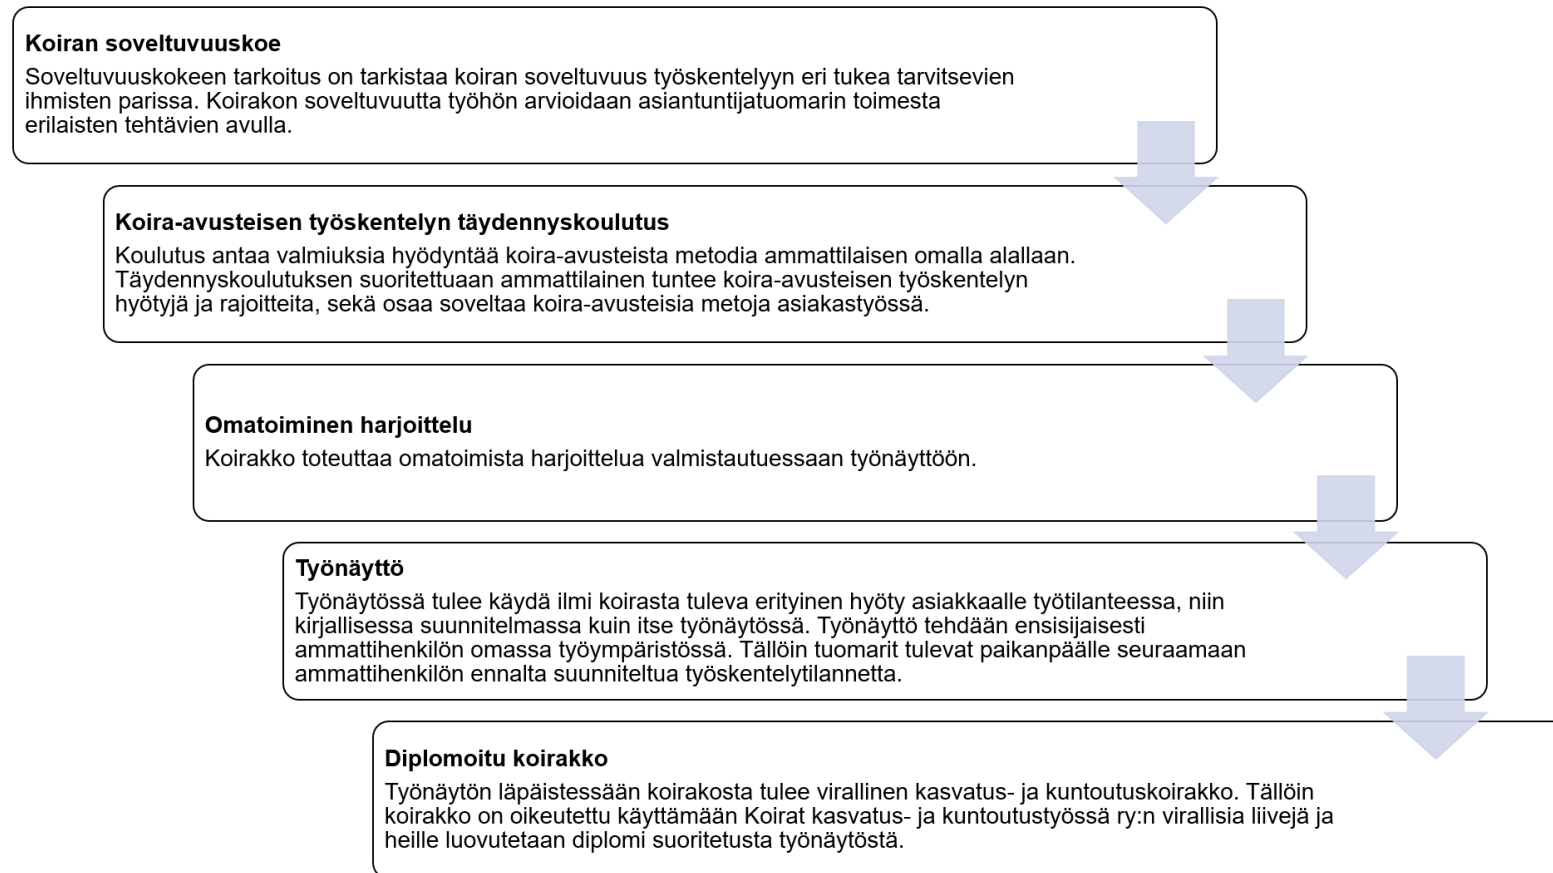 Koiran soveltuvuuskoe
Soveltuvuuskokeen tarkoitus on tarkistaa koiran soveltuvuus työskentelyyn eri tukea tarvitsevien
ihmisten parissa. Koirakon soveltuvuutta työhön arvioidaan asiantuntijatuomarin toimesta
erilaisten tehtävien avulla.
Koira-avusteisen työskentelyn täydennyskoulutus
Koulutus antaa valmiuksia hyödyntää koira-avusteista metodia ammattilaisen omalla alallaan.
Täydennyskoulutuksen suoritettuaan ammattilainen tuntee koira-avusteisen työskentelyn
hyötyjä ja rajoitteita, sekä osaa soveltaa koira-avusteisia metoja asiakastyössä.
Omatoiminen harjoittelu
Koirakko toteuttaa omatoimista harjoittelua valmistautuessaan työnäyttöön.
Työnäyttö
Työnäytössä tulee käydä ilmi koirasta tuleva erityinen hyöty asiakkaalle työtilanteessa, niin
kirjallisessa suunnitelmassa kuin itse työnäytössä. Työnäyttö tehdään ensisijaisesti
ammattihenkilön omassa työympäristössä. Tällöin tuomarit tulevat paikanpäälle seuraamaan
ammattihenkilön ennalta suunniteltua työskentelytilannetta.
Diplomoitu koirakko
Työnäytön läpäistessään koirakosta tulee virallinen kasvatus- ja kuntoutuskoirakko. Tällöin
koirakko on oikeutettu käyttämään Koirat kasvatus- ja kuntoutustyössä ry:n virallisia liivejä ja
heille luovutetaan diplomi suoritetusta työnäytöstä.